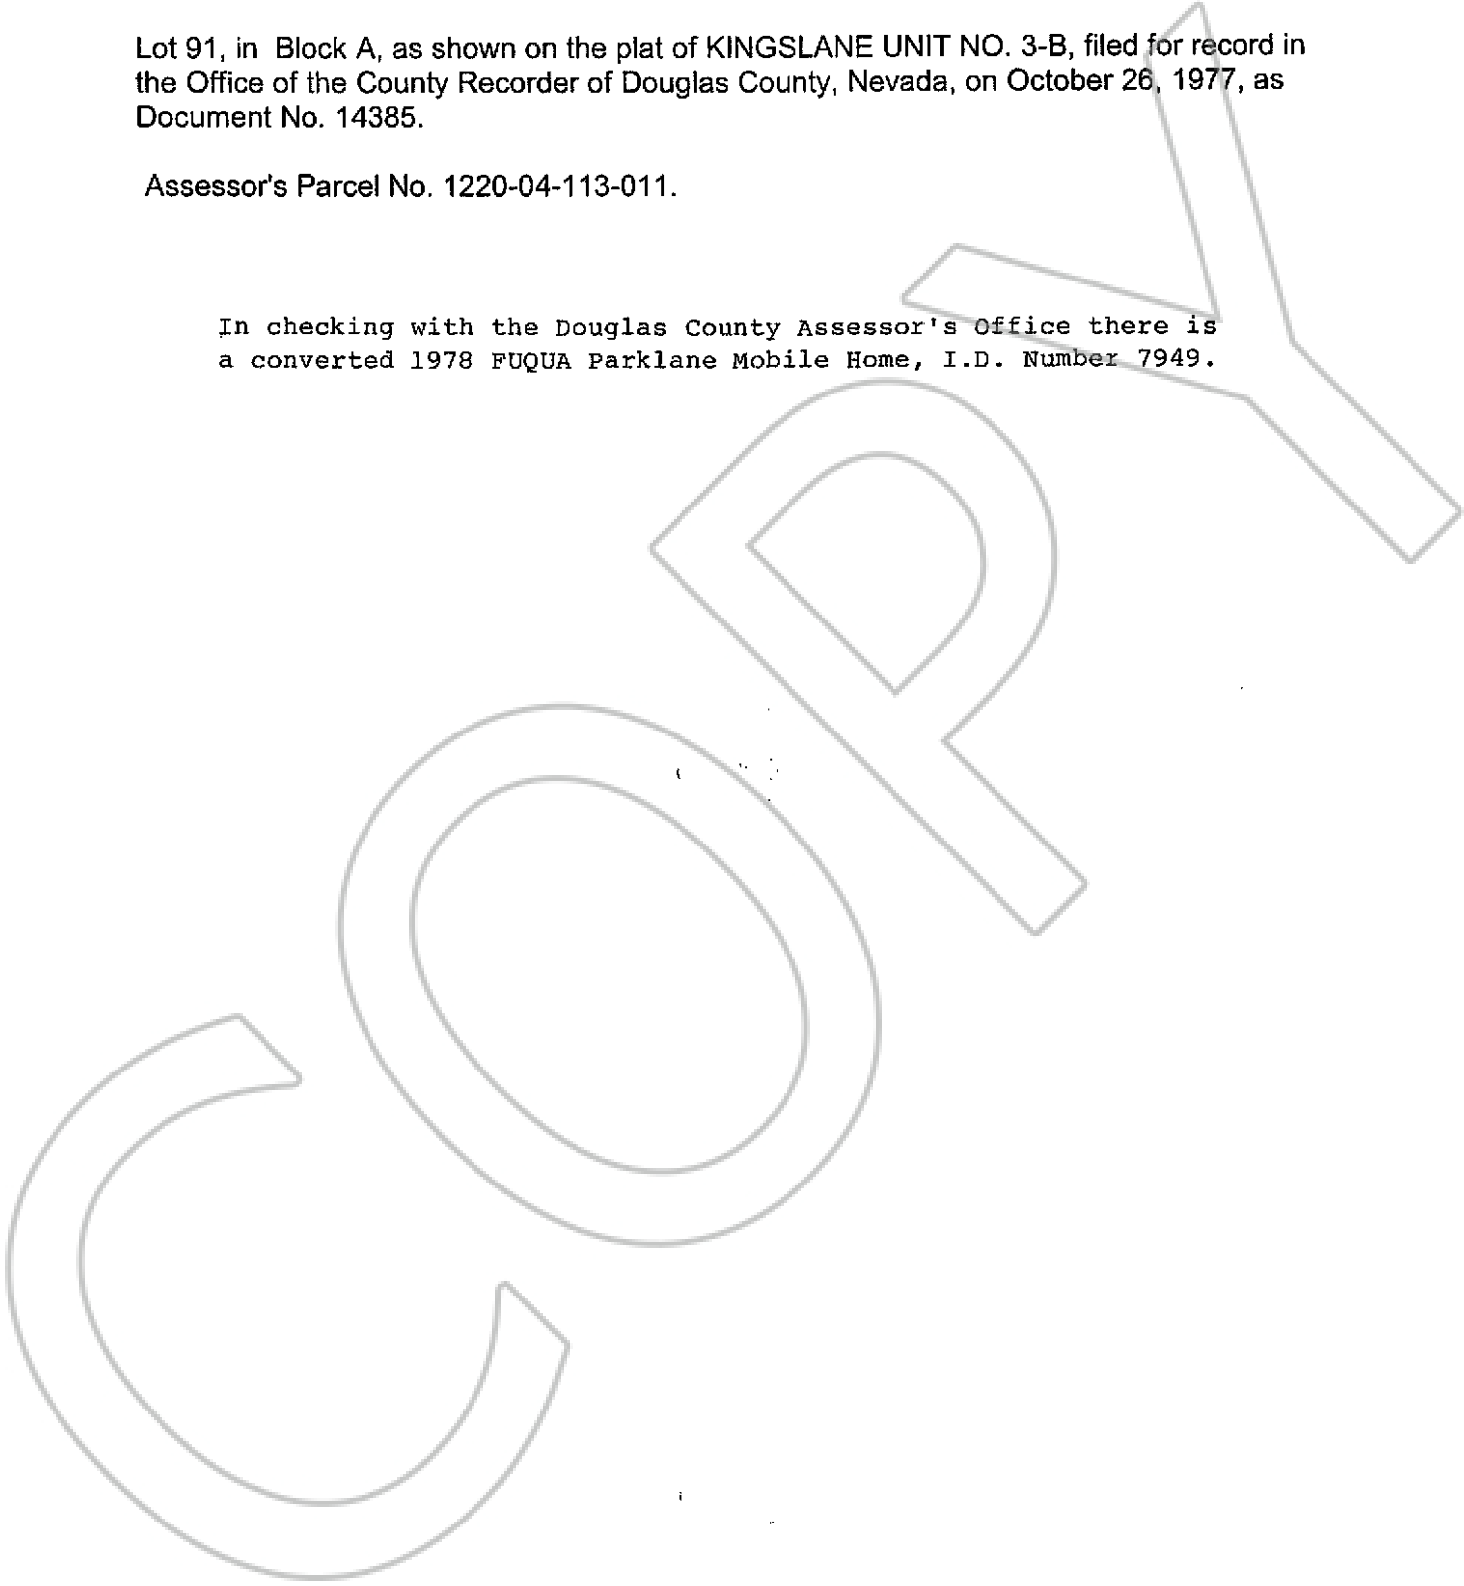 Lot 91, in Block A, as shown on the plat of KINGSLANE UNIT NO. 3-B, filed for record in
the Office of the County Recorder of Douglas County, Nevada, on October 26, 1977, as
Document No. 14385.
Assessor's Parcel No. 1220-04-113-011.
In checking with the Douglas County Assessor's Office there is
a converted 1978 FUQUA Parklane Mobile Home, I.D. Number 7949.
COPY